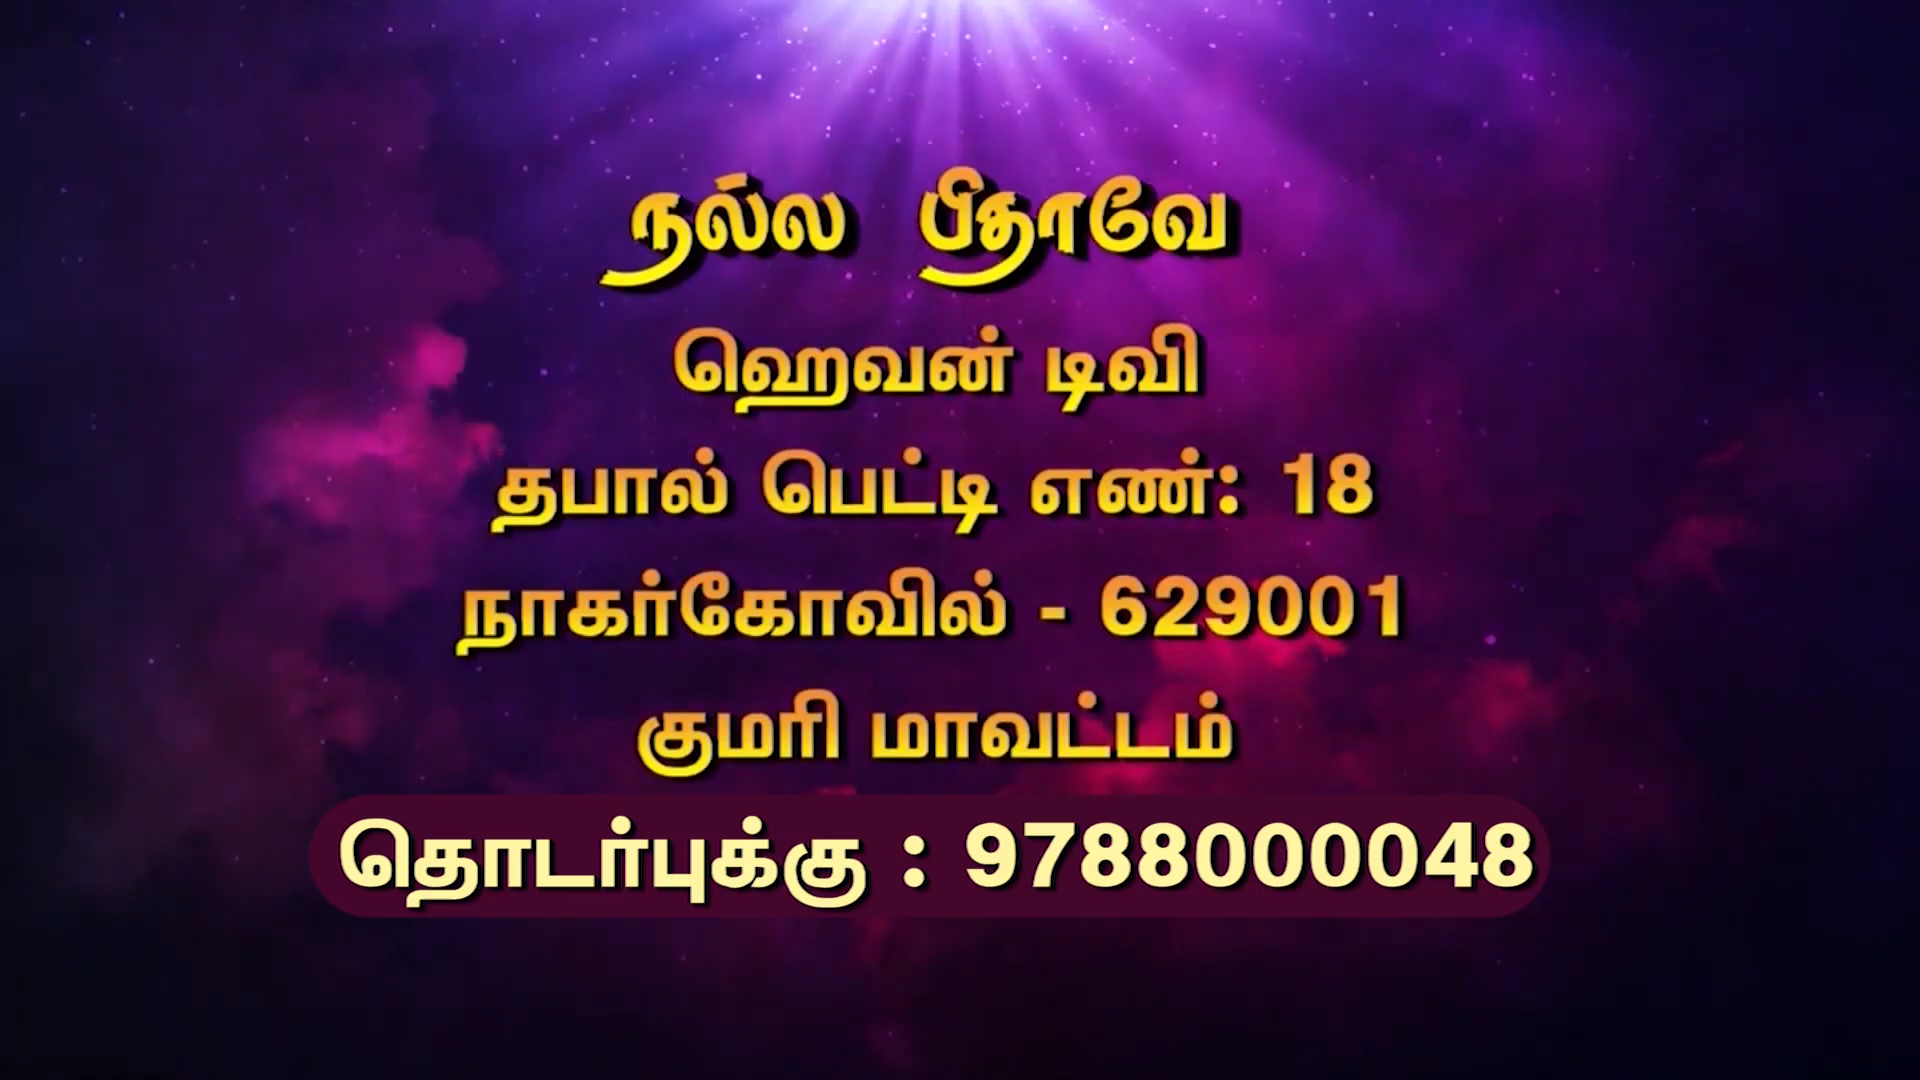 நல்ல பிதாவே
ஹெவன் டிவி
தபால் பெட்டி எண்: 18
நாகர்கோவில் - 629001
குமரி மாவட்டம்
தொடர்புக்கு : 9788000048